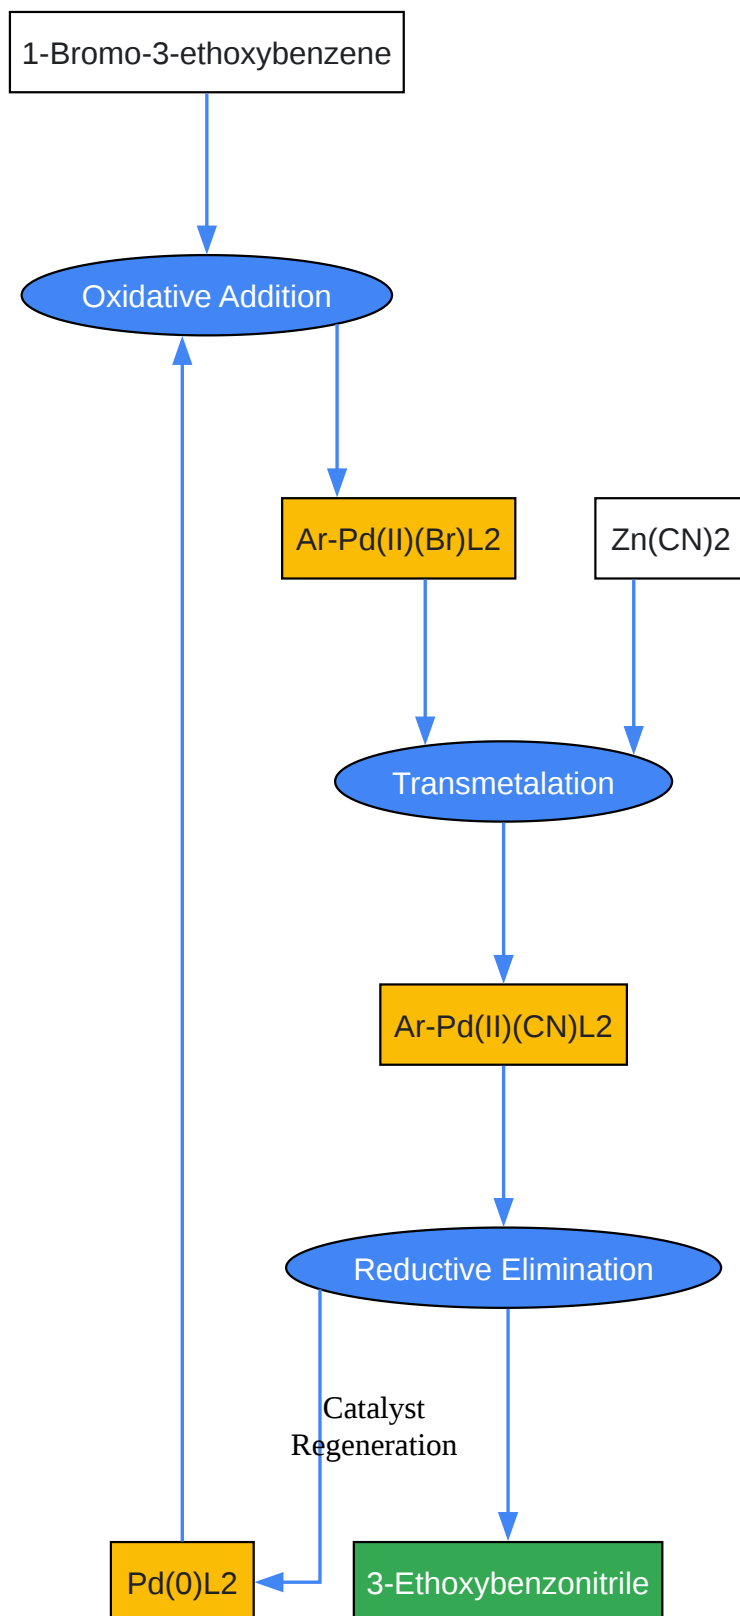 1-Bromo-3-ethoxybenzene
Oxidative Addition
Ar-Pd(II)(Br)L2
Zn(CN)2
Transmetalation
Ar-Pd(II)(CN)L2
Reductive Elimination
Catalyst
Regeneration
Pd(0)L2
3-Ethoxybenzonitrile